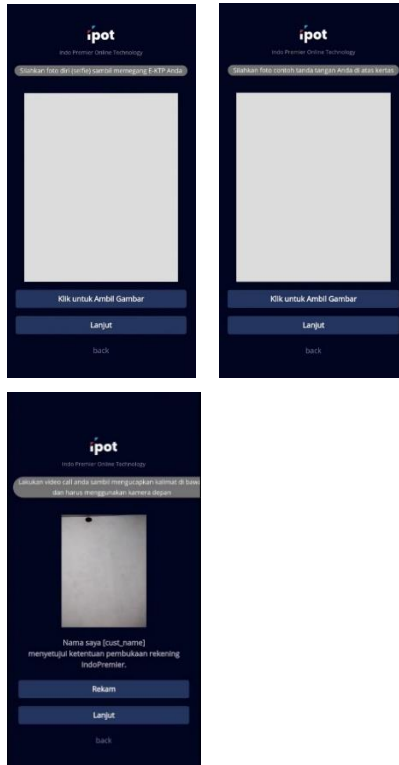 ipot
Indo Premier Online Technology
Silahkan foto diri (selfie) sambil memegang E-KTP Anda
Klik untuk Ambil Gambar
Lanjut
back
ipot
Indo Premier Online Technology
Silahkan foto contoh tanda tangan Anda di atas kertas
Klik untuk Ambil Gambar
Lanjut
back
ipot
Indo Premier Online Technology
Lakukan video call anda sambil mengucapkan kalimat di bawa
dan harus menggunakan kamera depan
Nama saya [cust_name]
menyetujui ketentuan pembukaan rekening
IndoPremier.
Rekam
Lanjut
back